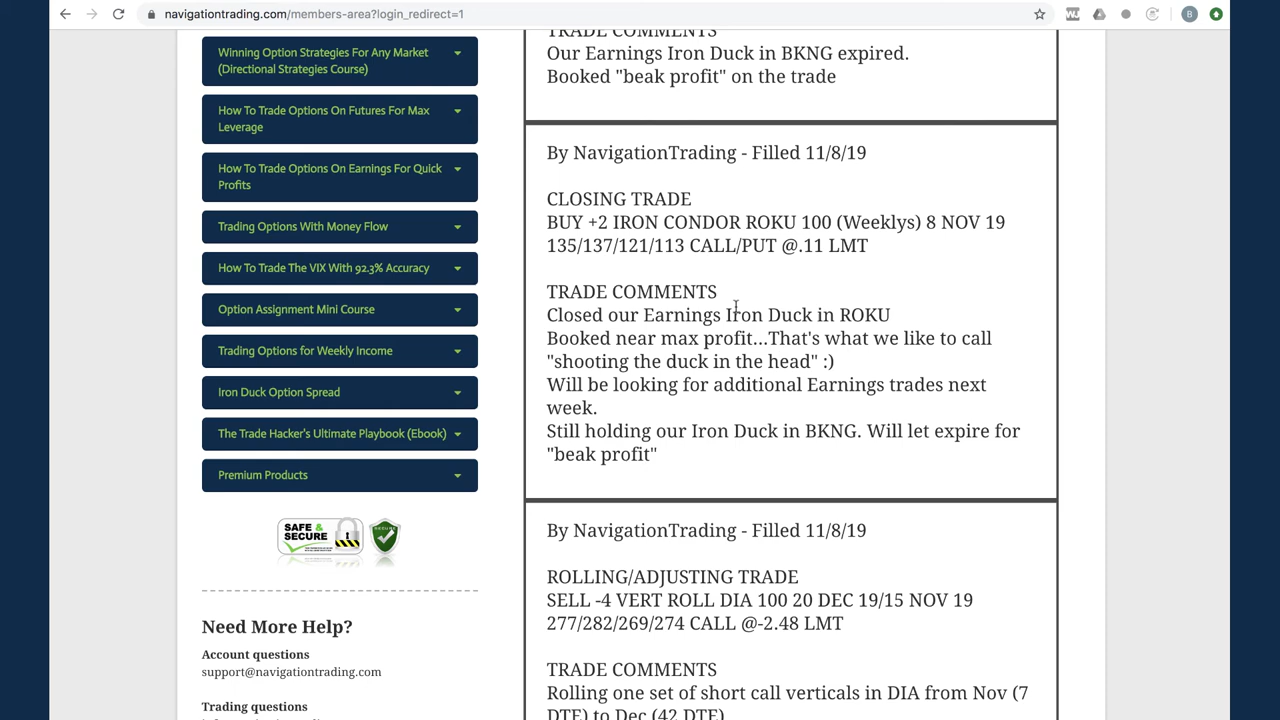 navigationtrading.com/members-area?login_redirect=1
B
Winning Option Strategies For Any Market
(Directional Strategies Course)
How To Trade Options On Futures For Max
Leverage
How To Trade Options On Earnings For Quick
Profits
Trading Options With Money Flow
How To Trade The VIX With 92.3% Accuracy
Option Assignment Mini Course
Trading Options for Weekly Income
Iron Duck Option Spread
The Trade Hacker's Ultimate Playbook (Ebook)
Premium Products
SAFE &
SECURE
SECURE
Need More Help?
Account questions
support@navigationtrading.com
Trading questions
TRADE COMMENTS
Our Earnings Iron Duck in BKNG expired.
Booked "beak profit" on the trade
By NavigationTrading - Filled 11/8/19
CLOSING TRADE
BUY +2 IRON CONDOR ROKU 100 (Weeklys) 8 NOV 19
135/137/121/113 CALL/PUT @.11 LMT
TRADE COMMENTS
Closed our Earnings Iron Duck in ROKU
Booked near max profit...That's what we like to call
"shooting the duck in the head" :)
Will be looking for additional Earnings trades next
week.
Still holding our Iron Duck in BKNG. Will let expire for
"beak profit"
By NavigationTrading - Filled 11/8/19
ROLLING/ADJUSTING TRADE
SELL -4 VERT ROLL DIA 100 20 DEC 19/15 NOV 19
277/282/269/274 CALL @-2.48 LMT
TRADE COMMENTS
Rolling one set of short call verticals in DIA from Nov (7
DTE) to Dec (42 DTE)